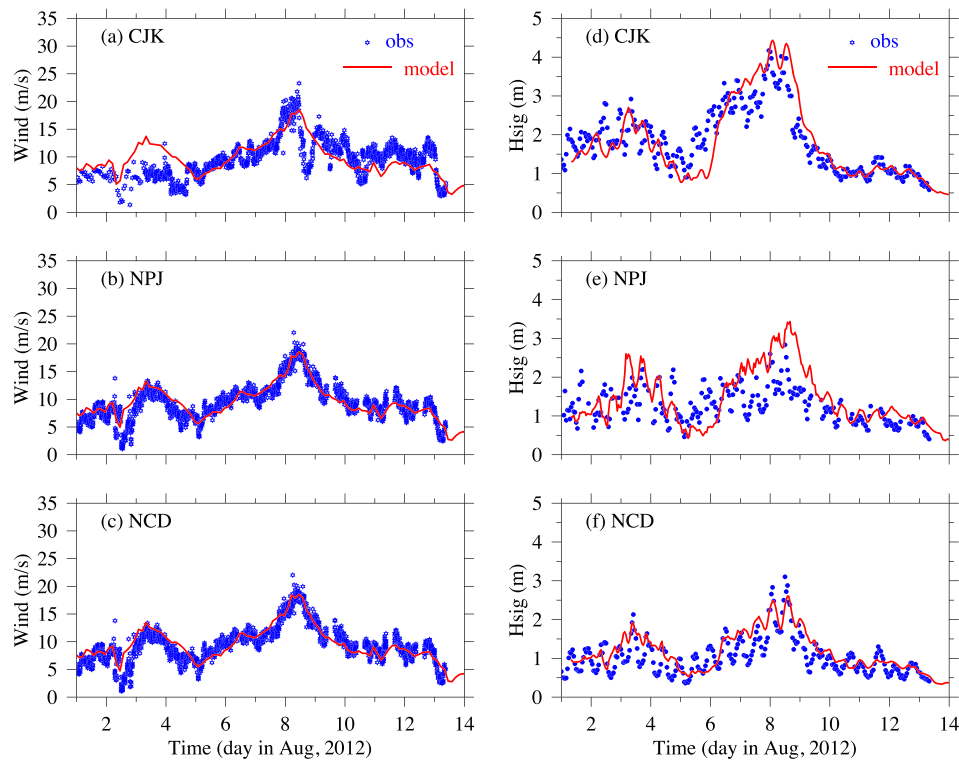 (a) CJK
obs
model
Wind (m/s)
35
30
25
20
15
10
5
0
(d) CJK
obs
model
Hsig (m)
5
4
3
2
1
0
(b) NPJ
Wind (m/s)
35
30
25
20
15
10
5
0
(e) NPJ
Hsig (m)
5
4
3
2
1
0
(c) NCD
Wind (m/s)
35
30
25
20
15
10
5
0
2 4 6 8 10 12 14
Time (day in Aug, 2012)
(f) NCD
Hsig (m)
5
4
3
2
1
0
2 4 6 8 10 12 14
Time (day in Aug, 2012)